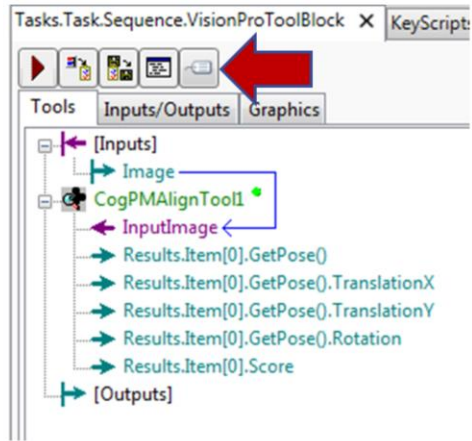 Tasks.Task.Sequence.VisionProToolBlock X KeyScripts
Tools Inputs/Outputs Graphics
[Inputs]
Image
CogPMAlignTool1
InputImage
Results.Item[0].GetPose()
Results.Item[0].GetPose().TranslationX
Results.Item[0].GetPose().TranslationY
Results.Item[0].GetPose().Rotation
Results.Item[0].Score
[Outputs]